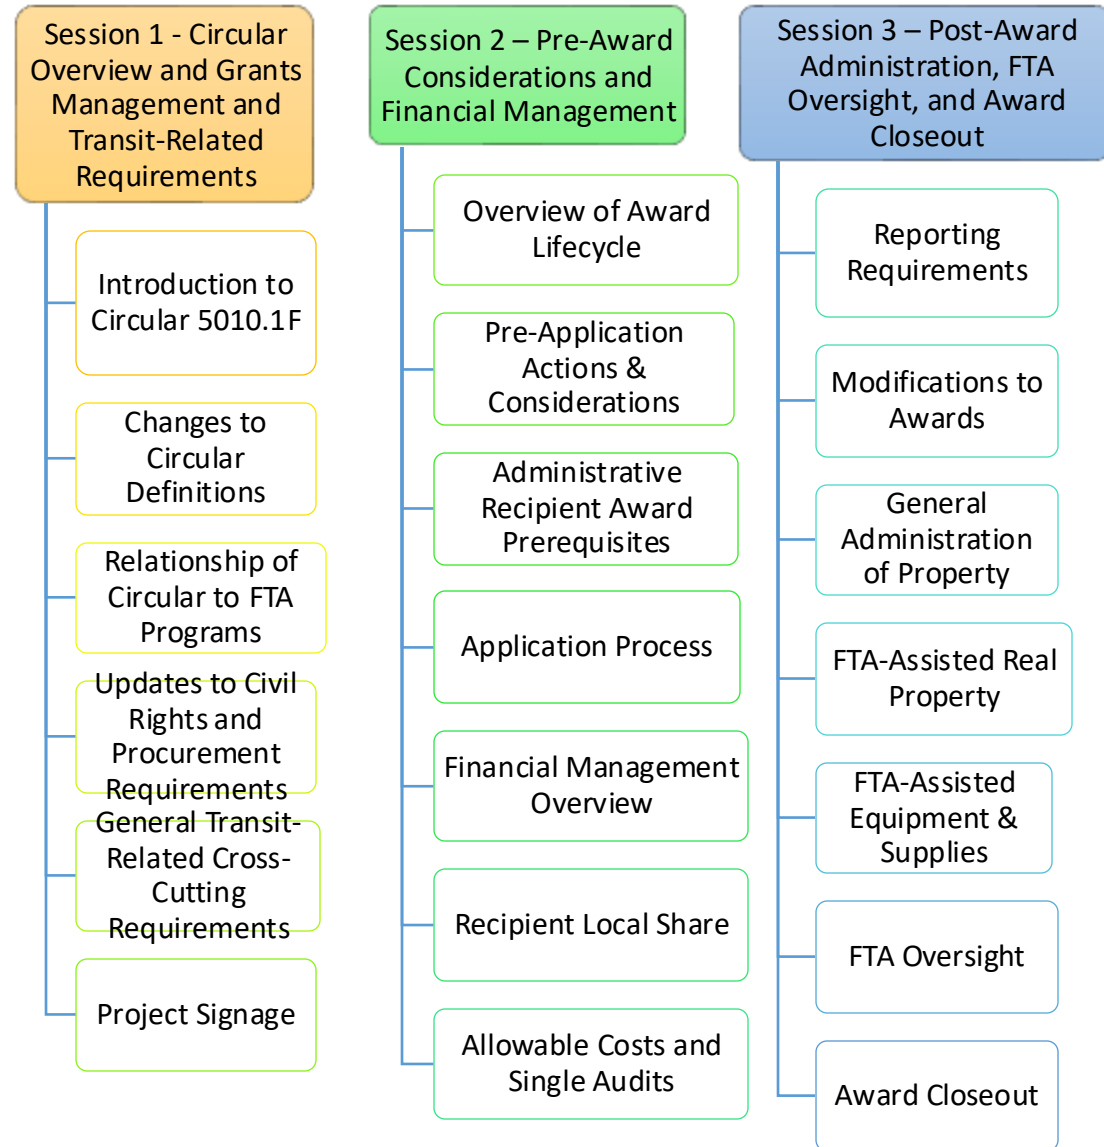 Session 1 - Circular
Overview and Grants
Management and
Transit-Related
Requirements
Introduction to
Circular 5010.1F
Changes to
Circular
Definitions
Relationship of
Circular to FTA
Programs
Updates to Civil
Rights and
Procurement
Requirements
General Transit-
Related Cross-
Cutting
Requirements
Project Signage
Session 2 – Pre-Award
Considerations and
Financial Management
Overview of Award
Lifecycle
Pre-Application
Actions &
Considerations
Administrative
Recipient Award
Prerequisites
Application Process
Financial Management
Overview
Recipient Local Share
Allowable Costs and
Single Audits
Session 3 – Post-Award
Administration, FTA
Oversight, and Award
Closeout
Reporting
Requirements
Modifications to
Awards
General
Administration
of Property
FTA-Assisted Real
Property
FTA-Assisted
Equipment &
Supplies
FTA Oversight
Award Closeout